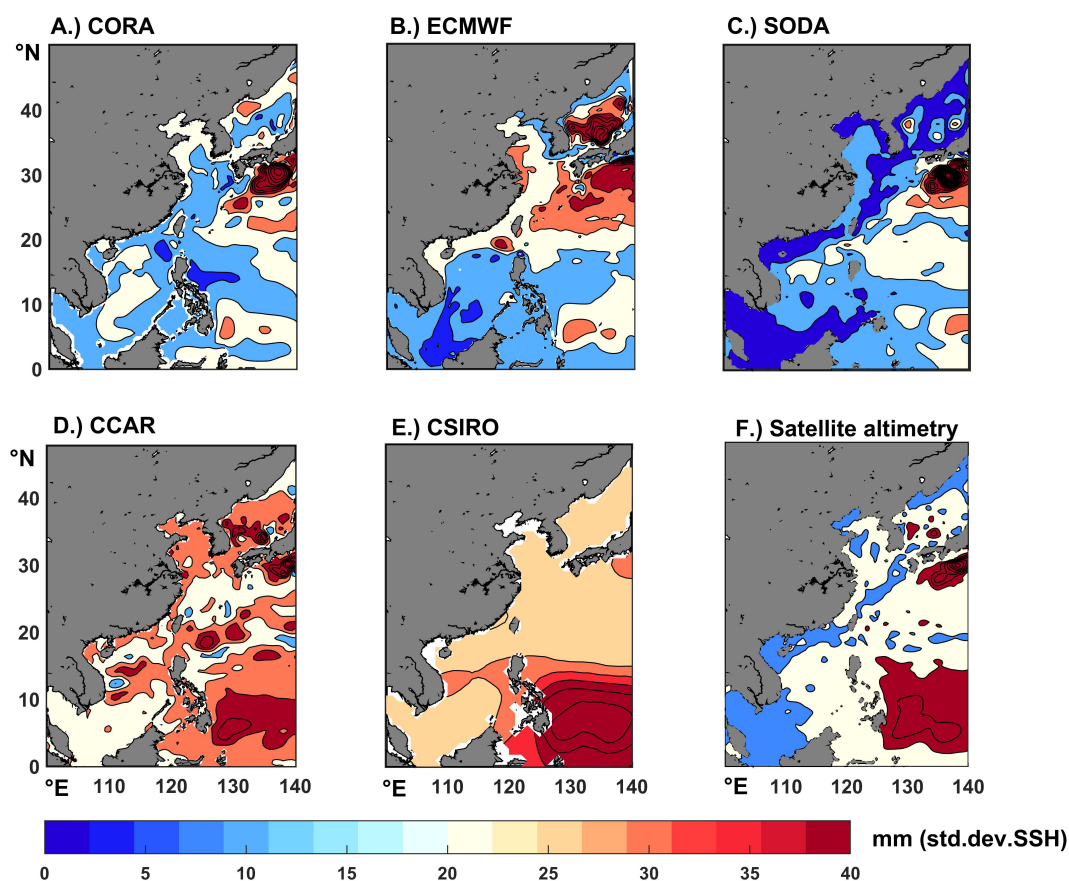 A.) CORA
B.) ECMWF
C.) SODA
°N
40
30
20
10
0
D.) CCAR
E.) CSIRO
F.) Satellite altimetry
°N
40
30
20
10
0
°E 110 120 130 140
°E 110 120 130 140
°E 110 120 130 140
mm (std.dev.SSH)
0 5 10 15 20 25 30 35 40